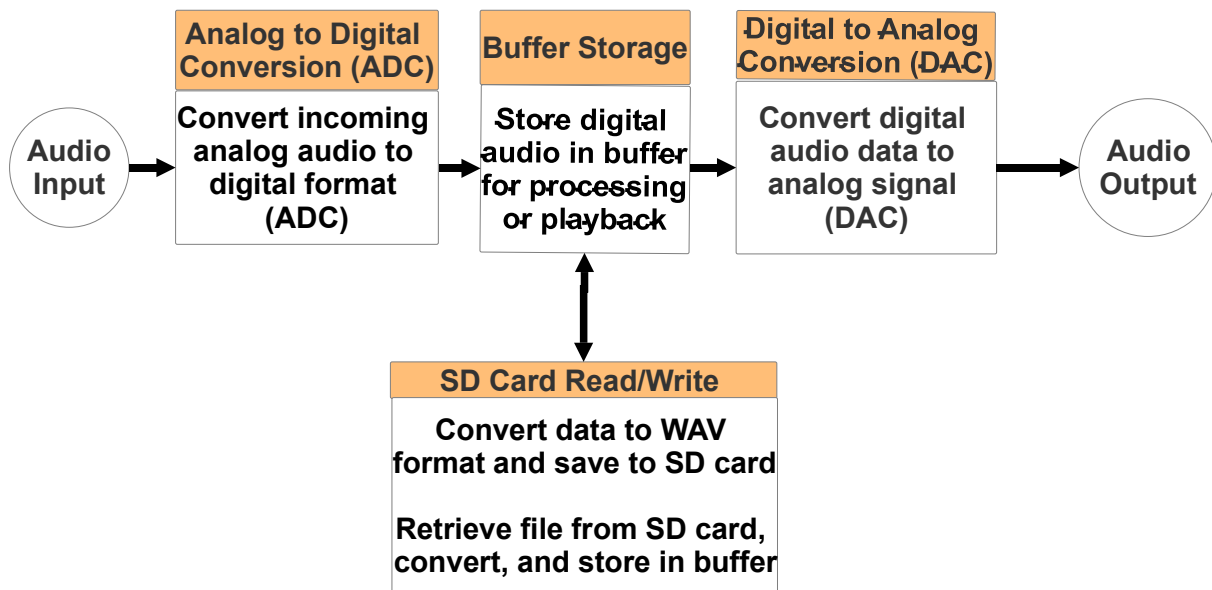 Audio
Input
Analog to Digital
Conversion (ADC)
Convert incoming
analog audio to
digital format
(ADC)
Buffer Storage
Store digital
audio in buffer
for processing
or playback
Digital to Analog
Conversion (DAC)
Convert digital
audio data to
analog signal
(DAC)
Audio
Output
SD Card Read/Write
Convert data to WAV
format and save to SD card
Retrieve file from SD card,
convert, and store in buffer